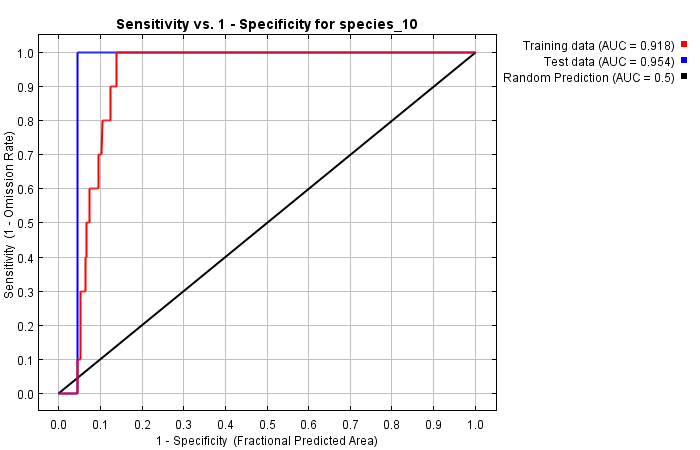 Sensitivity vs. 1 - Specificity for species_10
Training data (AUC = 0.918)
Test data (AUC = 0.954)
Random Prediction (AUC = 0.5)
Sensitivity (1 - Omission Rate)
1.0
0.9
0.8
0.7
0.6
0.5
0.4
0.3
0.2
0.1
0.0
0.0 0.1 0.2 0.3 0.4 0.5 0.6 0.7 0.8 0.9 1.0
1 - Specificity (Fractional Predicted Area)